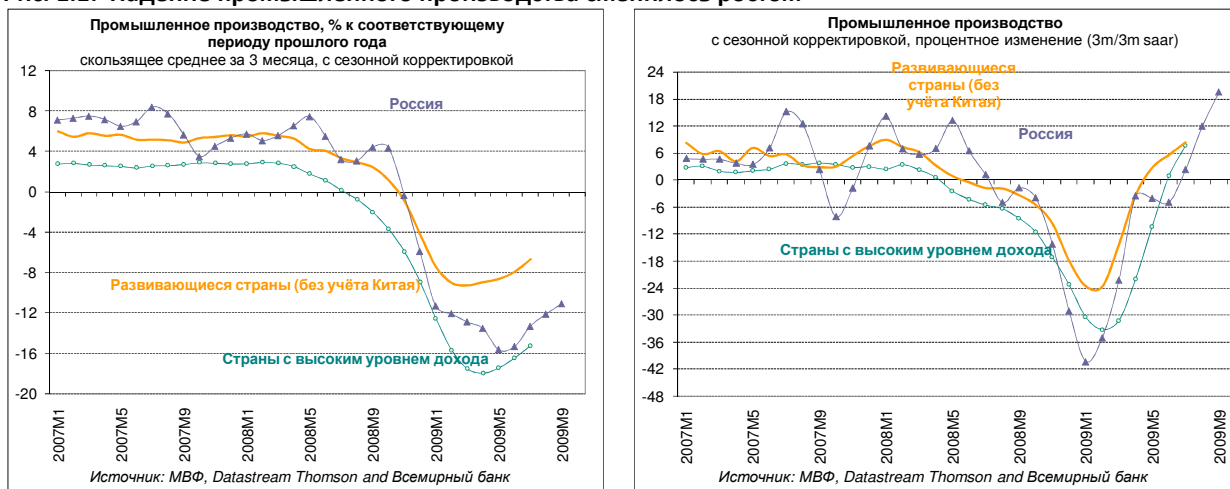 Промышленное производство, % к соответствующему
периоду прошлого года
скользящее среднее за 3 месяца, с сезонной корректировкой
12
8
4
0
-4
-8
-12
-16
-20
Россия
Развивающиеся страны (без учёта Китая)
Страны с высоким уровнем дохода
2007M1
2007M5
2007M9
2008M1
2008M5
2008M9
2009M1
2009M5
2009M9
Источник: МВФ, Datastream Thomson and Всемирный банк
Промышленное производство
с сезонной корректировкой, процентное изменение (3m/3m saar)
24
18
12
6
0
-6
-12
-18
-24
-30
-36
-42
-48
Развивающиеся
страны (без
учёта Китая)
Россия
Страны с высоким уровнем дохода
2007M1
2007M5
2007M9
2008M1
2008M5
2008M9
2009M1
2009M5
2009M9
Источник: МВФ, Datastream Thomson and Всемирный банк